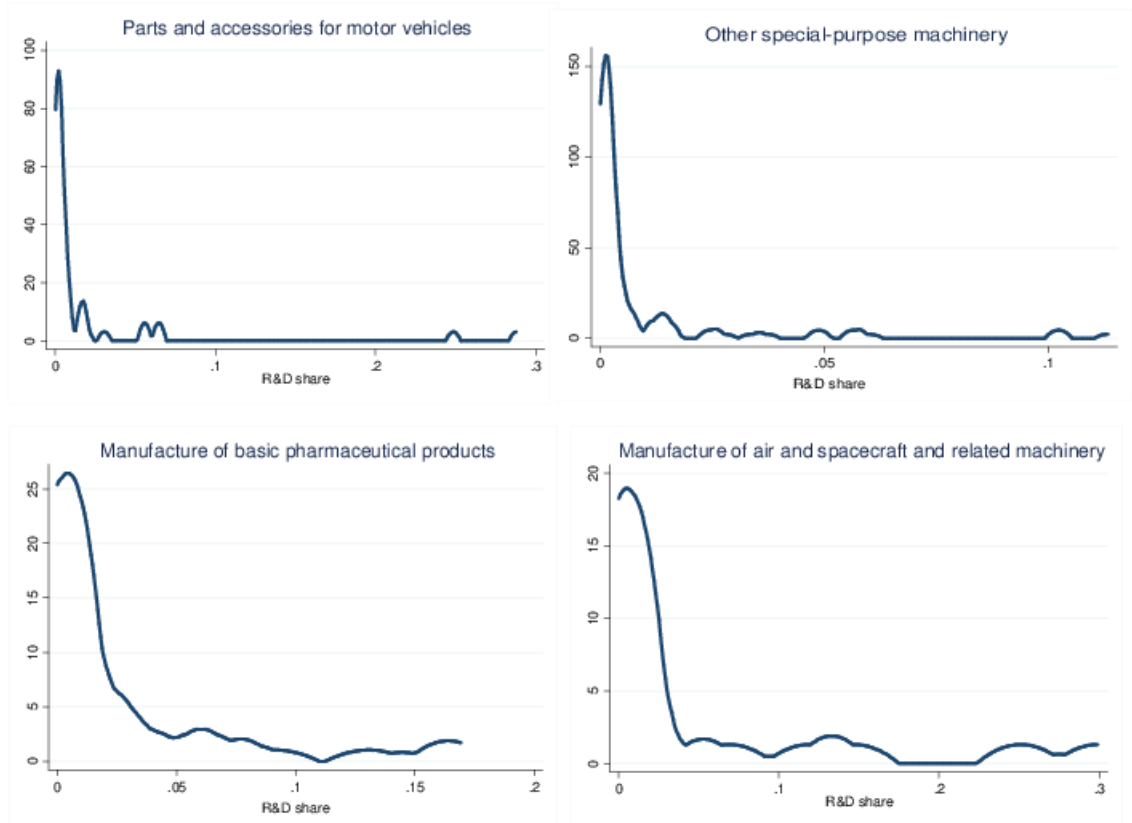 Parts and accessories for motor vehicles
100
80
60
40
20
0
0 .1 .2 .3
R&D share
Other special-purpose machinery
150
100
50
0
0 .05 .1
R&D share
Manufacture of basic pharmaceutical products
25
20
15
10
5
0
0 .05 .1 .15 .2
R&D share
Manufacture of air and spacecraft and related machinery
20
15
10
5
0
0 .1 .2 .3
R&D share